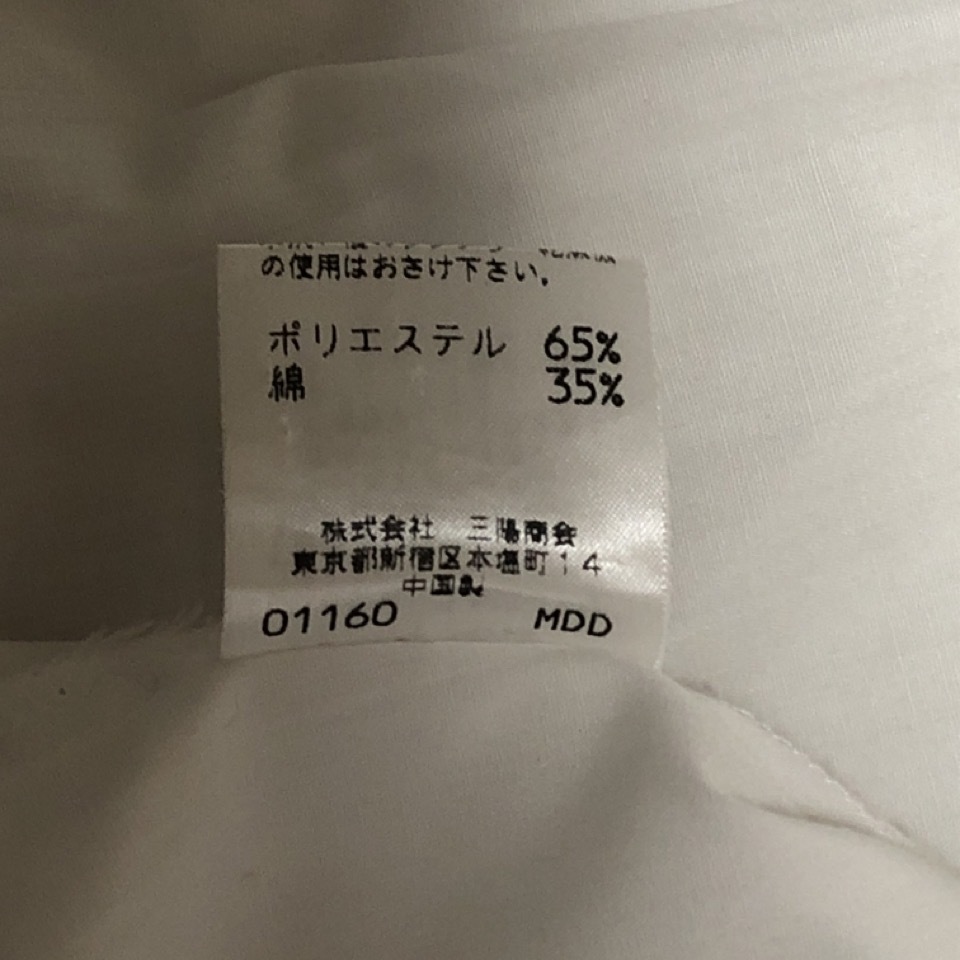 の使用はおさけ下さい。
ポリエステル 65%
綿 35%
株式会社 三陽商会
東京都新宿区本塩町14
中国製
01160 MDD